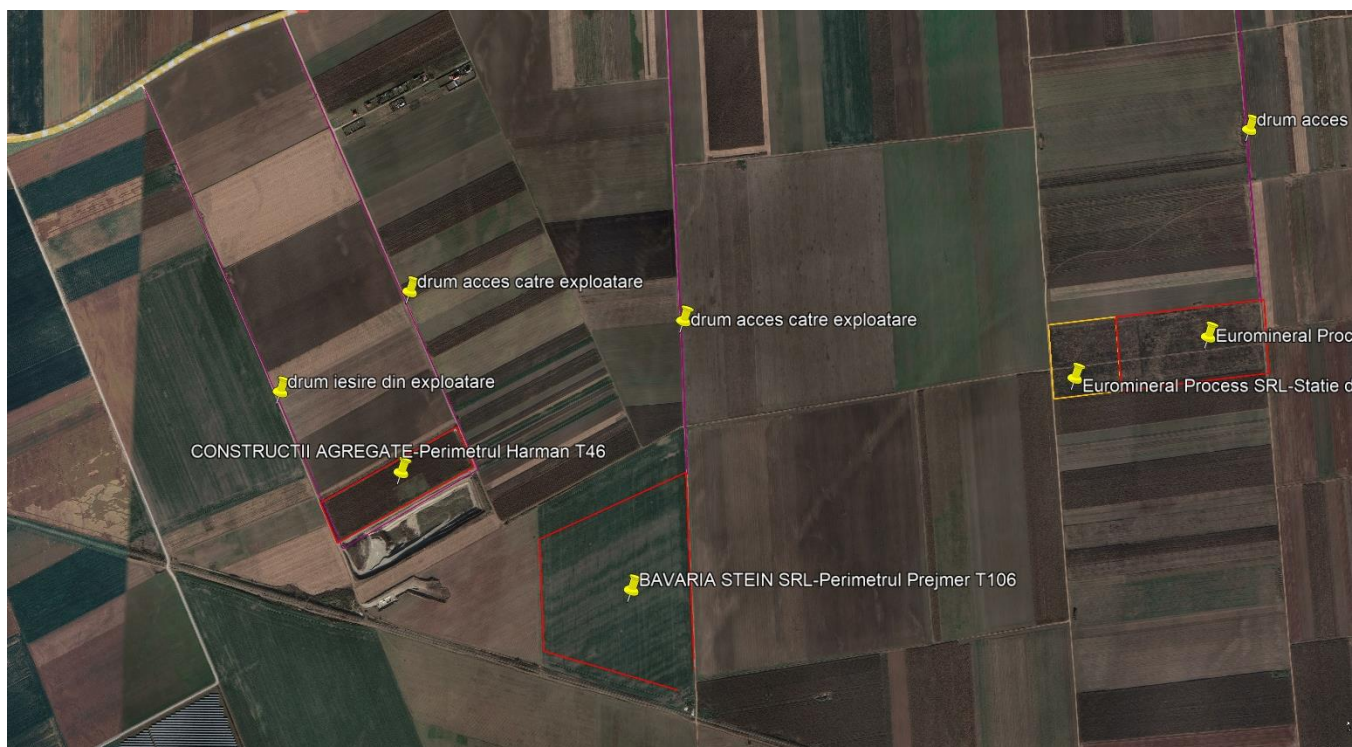 drum acces
drum acces catre exploatare
drum acces catre exploatare
Euromineral Proc
drum iesire din exploatare
Euromineral Process SRL-Statie d
CONSTRUCTII AGREGATE-Perimetrul Harman T46
BAVARIA STEIN SRL-Perimetrul Prejmer T106